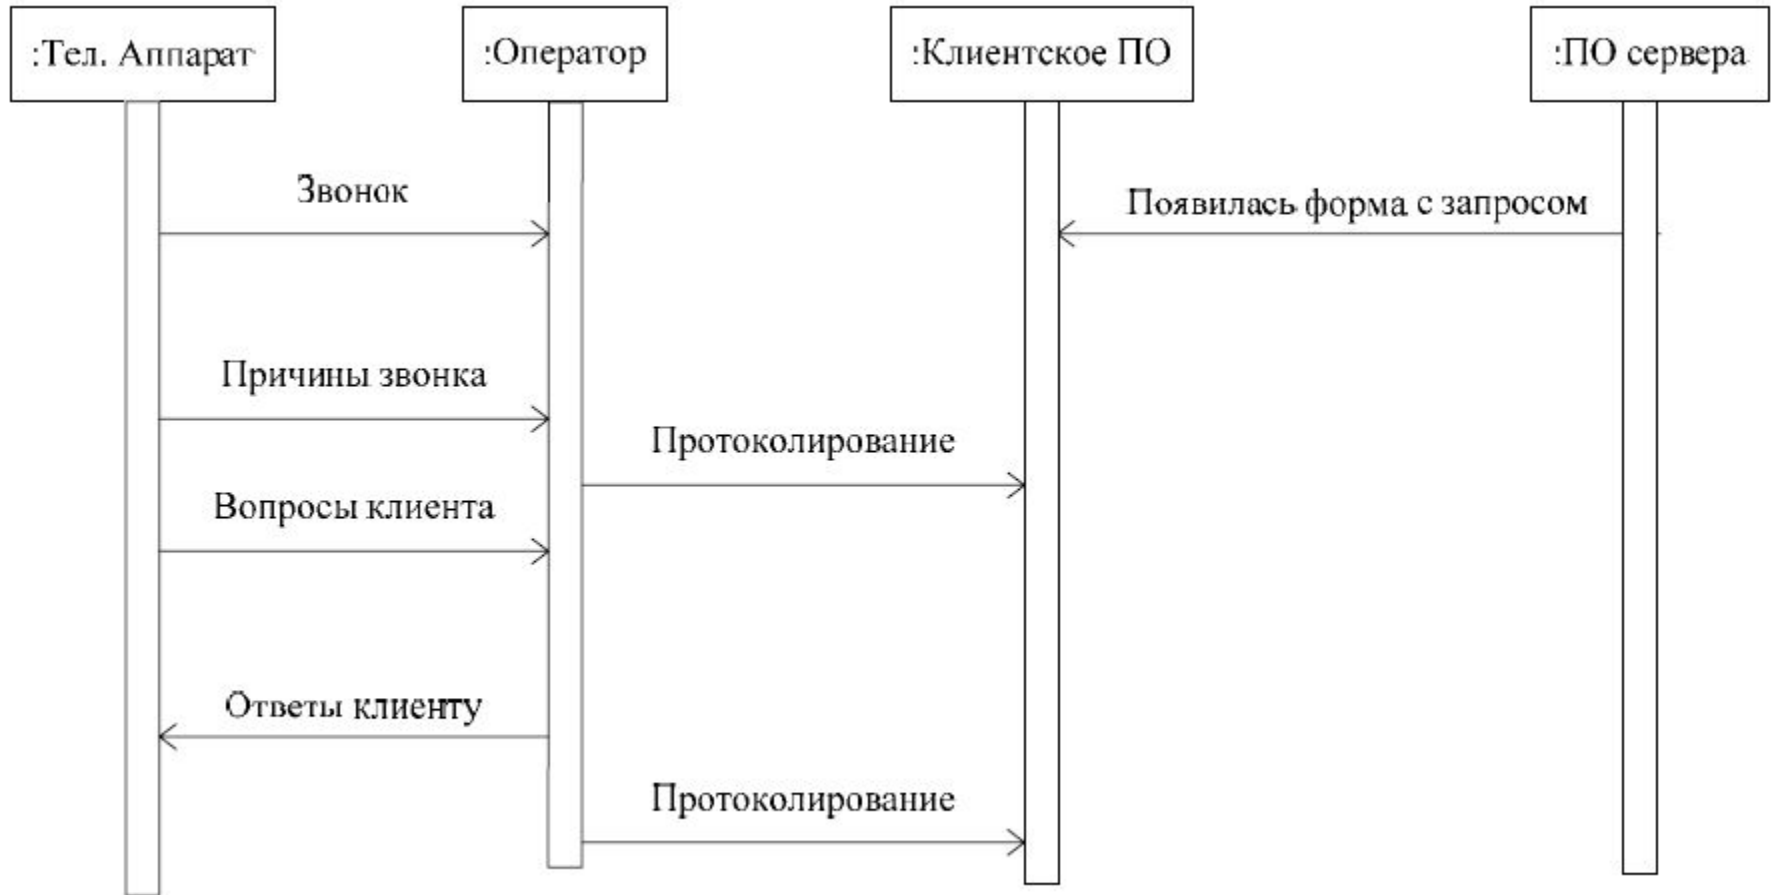 :Тел. Аппарат
:Оператор
:Клиентское ПО
:ПО сервера
Звонок
Появилась форма с запросом
Причины звонка
Протоколирование
Вопросы клиента
Ответы клиенту
Протоколирование